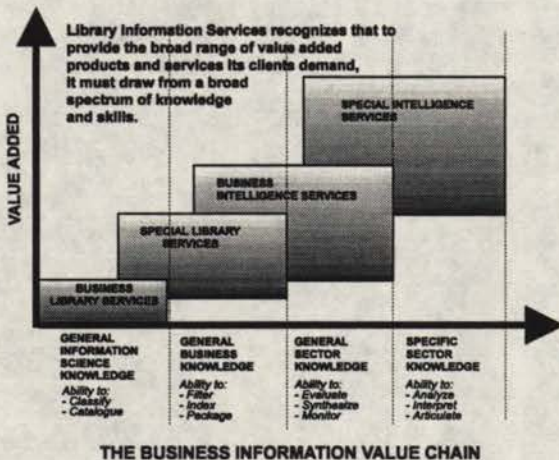 Library Information Services recognizes that to
provide the broad range of value added
products and services its clients demand,
it must draw from a broad
spectrum of knowledge
and skills.
VALUE ADDED
SPECIAL INTELLIGENCE
SERVICES
BUSINESS
INTELLIGENCE SERVICES
SPECIAL LIBRARY
SERVICES
BUSINESS
LIBRARY SERVICES
GENERAL
INFORMATION
SCIENCE
KNOWLEDGE
Ability to:
- Classify
- Catalogue
GENERAL
BUSINESS
KNOWLEDGE
Ability to:
- Filter
- Index
- Package
GENERAL
SECTOR
KNOWLEDGE
Ability to:
- Evaluate
- Synthesize
- Monitor
SPECIFIC
SECTOR
KNOWLEDGE
Ability to:
- Analyze
- Interpret
- Articulate
THE BUSINESS INFORMATION VALUE CHAIN